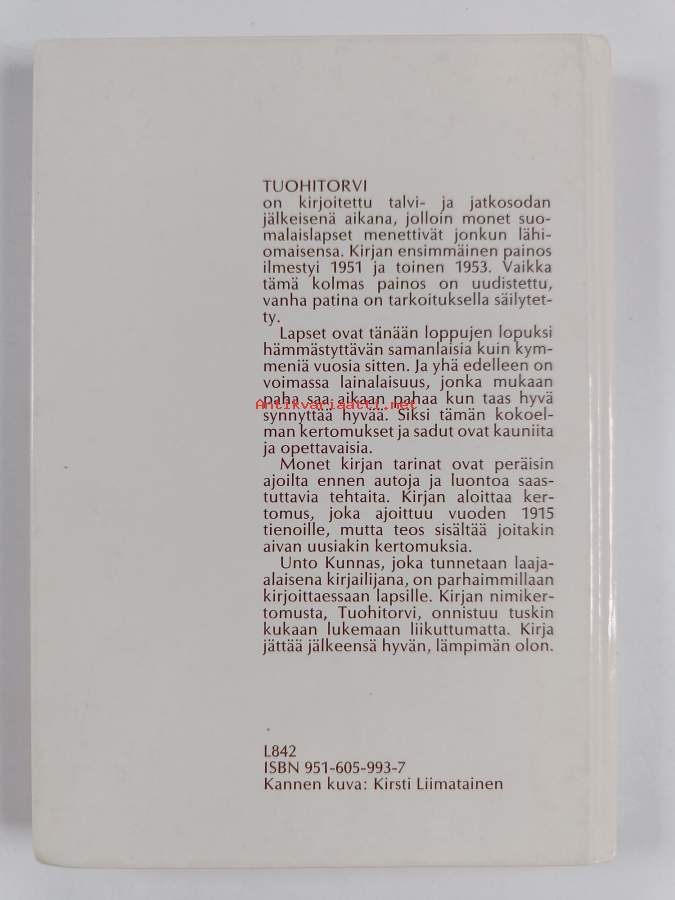 TUOHITORVI
on kirjoitettu talvi- ja jatkosodan
jälkeisenä aikana, jolloin monet suo-
malaislapset menettivät jonkun lähi-
omaisensa. Kirjan ensimmäinen painos
ilmestyi 1951 ja toinen 1953. Vaikka
tämä kolmas painos on uudistettu,
vanha patina on tarkoituksella säilytet-
ty.
Lapset ovat tänään loppujen lopuksi
hämmästyttävän samanlaisia kuin kym-
meniä vuosia sitten. Ja yhä edelleen on
voimassa lainalaisuus, jonka mukaan
paha saa aikaan pahaa kun taas hyvä
Antikvariaatti.net
synnyttää hyvää. Siksi tämän kokoel-
man kertomukset ja sadut ovat kauniita
ja opettavaisia.
Monet kirjan tarinat ovat peräisin
ajoilta ennen autoja ja luontoa saas-
tuttavia tehtaita. Kirjan aloittaa ker-
tomus, joka ajoittuu vuoden 1915
tienoille, mutta teos sisältää joitakin
aivan uusiakin kertomuksia.
Unto Kunnas, joka tunnetaan laaja-
alaisena kirjailijana, on parhaimmillaan
kirjoittaessaan lapsille. Kirjan nimiker-
tomusta, Tuohitorvi, onnistuu tuskin
kukaan lukemaan liikuttumatta. Kirja
jättää jälkeensä hyvän, lämpimän olon.
L842
ISBN 951-605-993-7
Kannen kuva: Kirsti Liimatainen